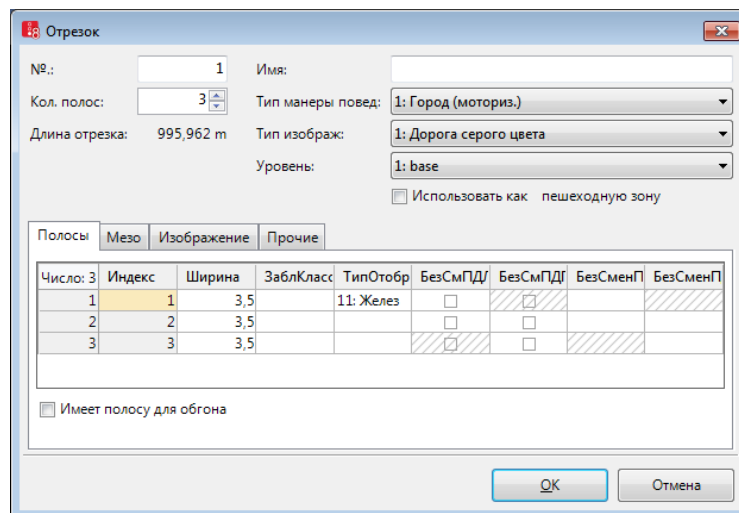 Отрезок
№.: 1 Имя:
Кол. полос: 3 Тип манеры повед: 1: Город (моториз.)
Длина отрезка: 995,962 m Тип изображ: 1: Дорога серого цвета
Уровень: 1: base
Использовать как пешеходную зону
Полосы Мезо Изображение Прочие
Число: 3 Индекс Ширина ЗаблКласс ТипОтобр БезСмПДЛ БезСмПДП БезСменП БезСменП
1 1 3,5 11: Желез
2 2 3,5
3 3 3,5
Имеет полосу для обгона
OK Отмена